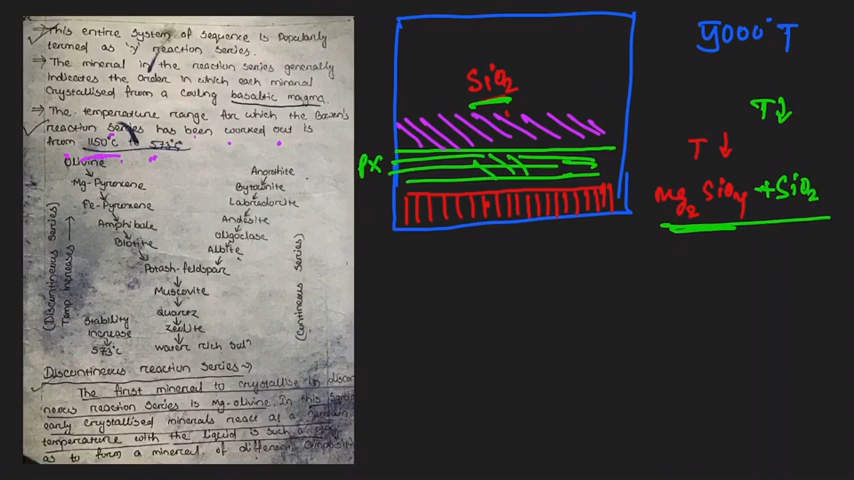 This entire system of sequence is popularly
termed as 'y' reaction series.
The mineral in the reaction series generally
indicates the order in which each mineral
crystallised from a cooling basaltic magma.
The temperature range for which the Bowen's
reaction series has been worked out is
from 1150°C to 573°C
Olivine
Mg-Pyroxene
Fe-Pyroxene
Amphibole
Biotite
Anorthite
Bytownite
Labradorite
Andesite
Oligoclase
Albite
Potash-feldspar
Muscovite
Quartz
Zeolite
water rich solⁿ
(Discontinuous Series)
Temp. increases
Stability
increase
573°C
(Continuous Series)
Discontinuous reaction series
The first mineral to crystallise in discon
nuous reaction series is Mg-olivine. In this
early crystallised minerals react at a
temperature with the liquid is such a
as to form a mineral of different
SiO2
PX
T
T↓
T↓
Mg2 SiO4 + SiO2